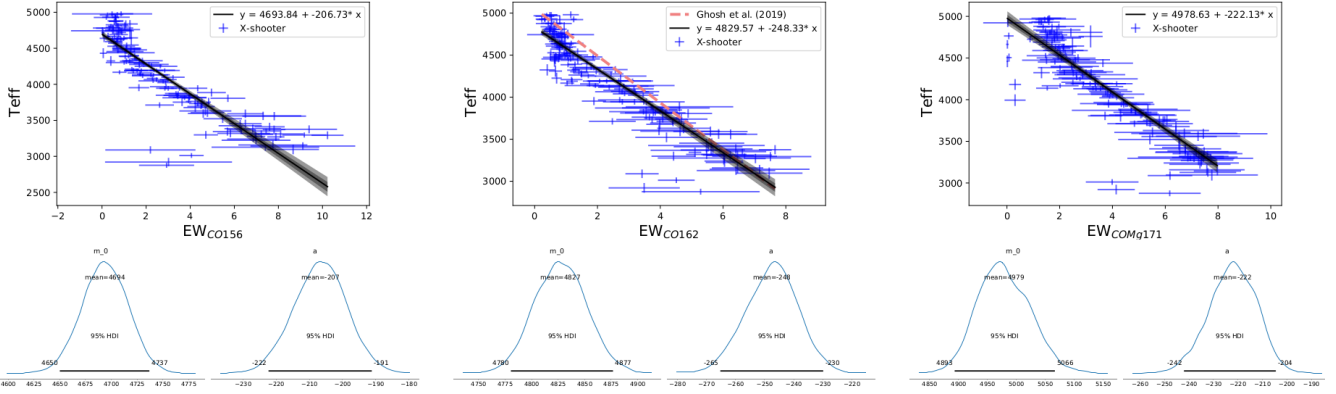 y = 4693.84 + -206.73* x
X-shooter
5000
4500
4000
3500
3000
2500
Teff
−2 0 2 4 6 8 10 12
EW_CO156
Ghosh et al. (2019)
y = 4829.57 + -248.33* x
X-shooter
5000
4500
4000
3500
3000
Teff
0 2 4 6 8
EW_CO162
y = 4978.63 + -222.13* x
X-shooter
5000
4500
4000
3500
3000
Teff
0 2 4 6 8 10
EW_COMg171
m_0
mean=4694
95% HDI
4650 4737
4600 4625 4650 4675 4700 4725 4750 4775
a
mean=-207
95% HDI
-222 -191
−230 −220 −210 −200 −190 −180
m_0
mean=4827
95% HDI
4780 4877
4750 4775 4800 4825 4850 4875 4900
a
mean=-248
95% HDI
-265 -230
−280 −270 −260 −250 −240 −230 −220
m_0
mean=4979
95% HDI
4893 5066
4850 4900 4950 5000 5050 5100 5150
a
mean=-222
95% HDI
-242 -204
−260 −250 −240 −230 −220 −210 −200 −190